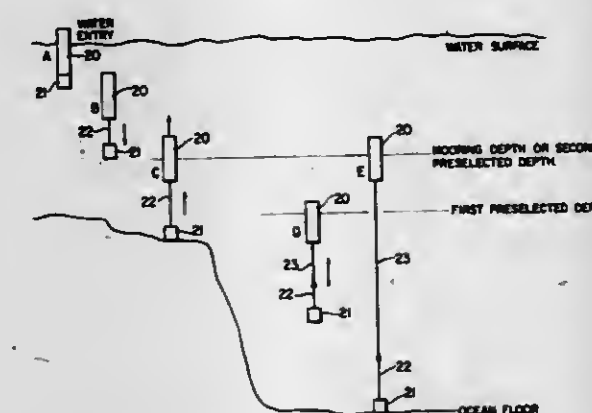 WATER
ENTRY
A
20
WATER SURFACE
21
B
20
22
21
C
20
22
21
E
20
MOORING DEPTH OR SECOND
PRESELECTED DEPTH
D
20
FIRST PRESELECTED DEP
23
22
21
23
22
21
OCEAN FLOOR